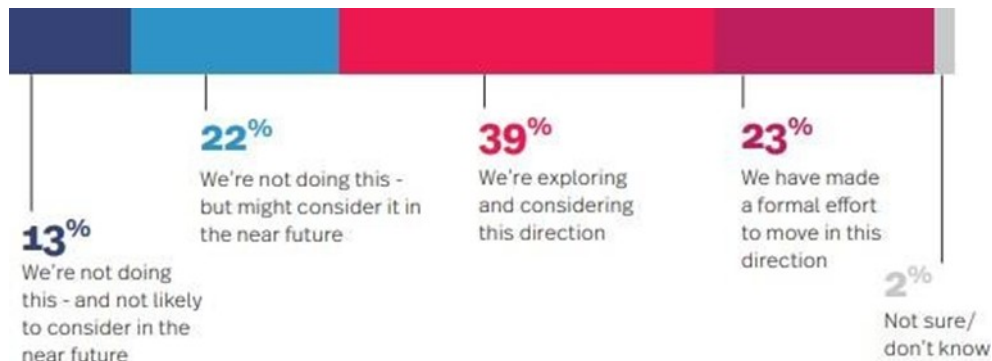 13%
We're not doing
this - and not likely
to consider in the
near future
22%
We're not doing this -
but might consider it in
the near future
39%
We're exploring
and considering
this direction
23%
We have made
a formal effort
to move in this
direction
2%
Not sure/
don't know